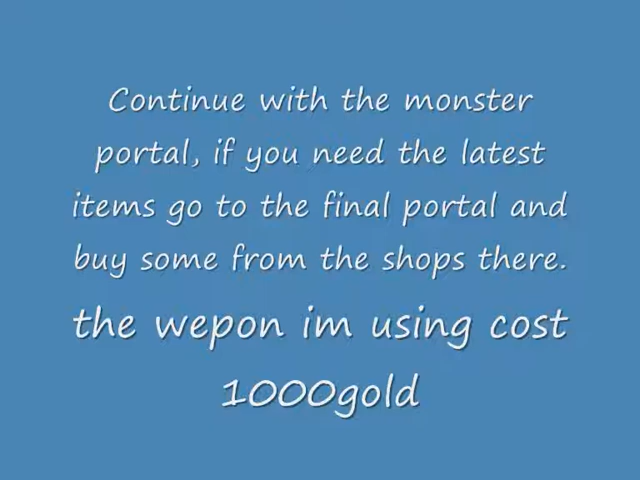 Continue with the monster
portal, if you need the latest
items go to the final portal and
buy some from the shops there.
the wepon im using cost
1000gold